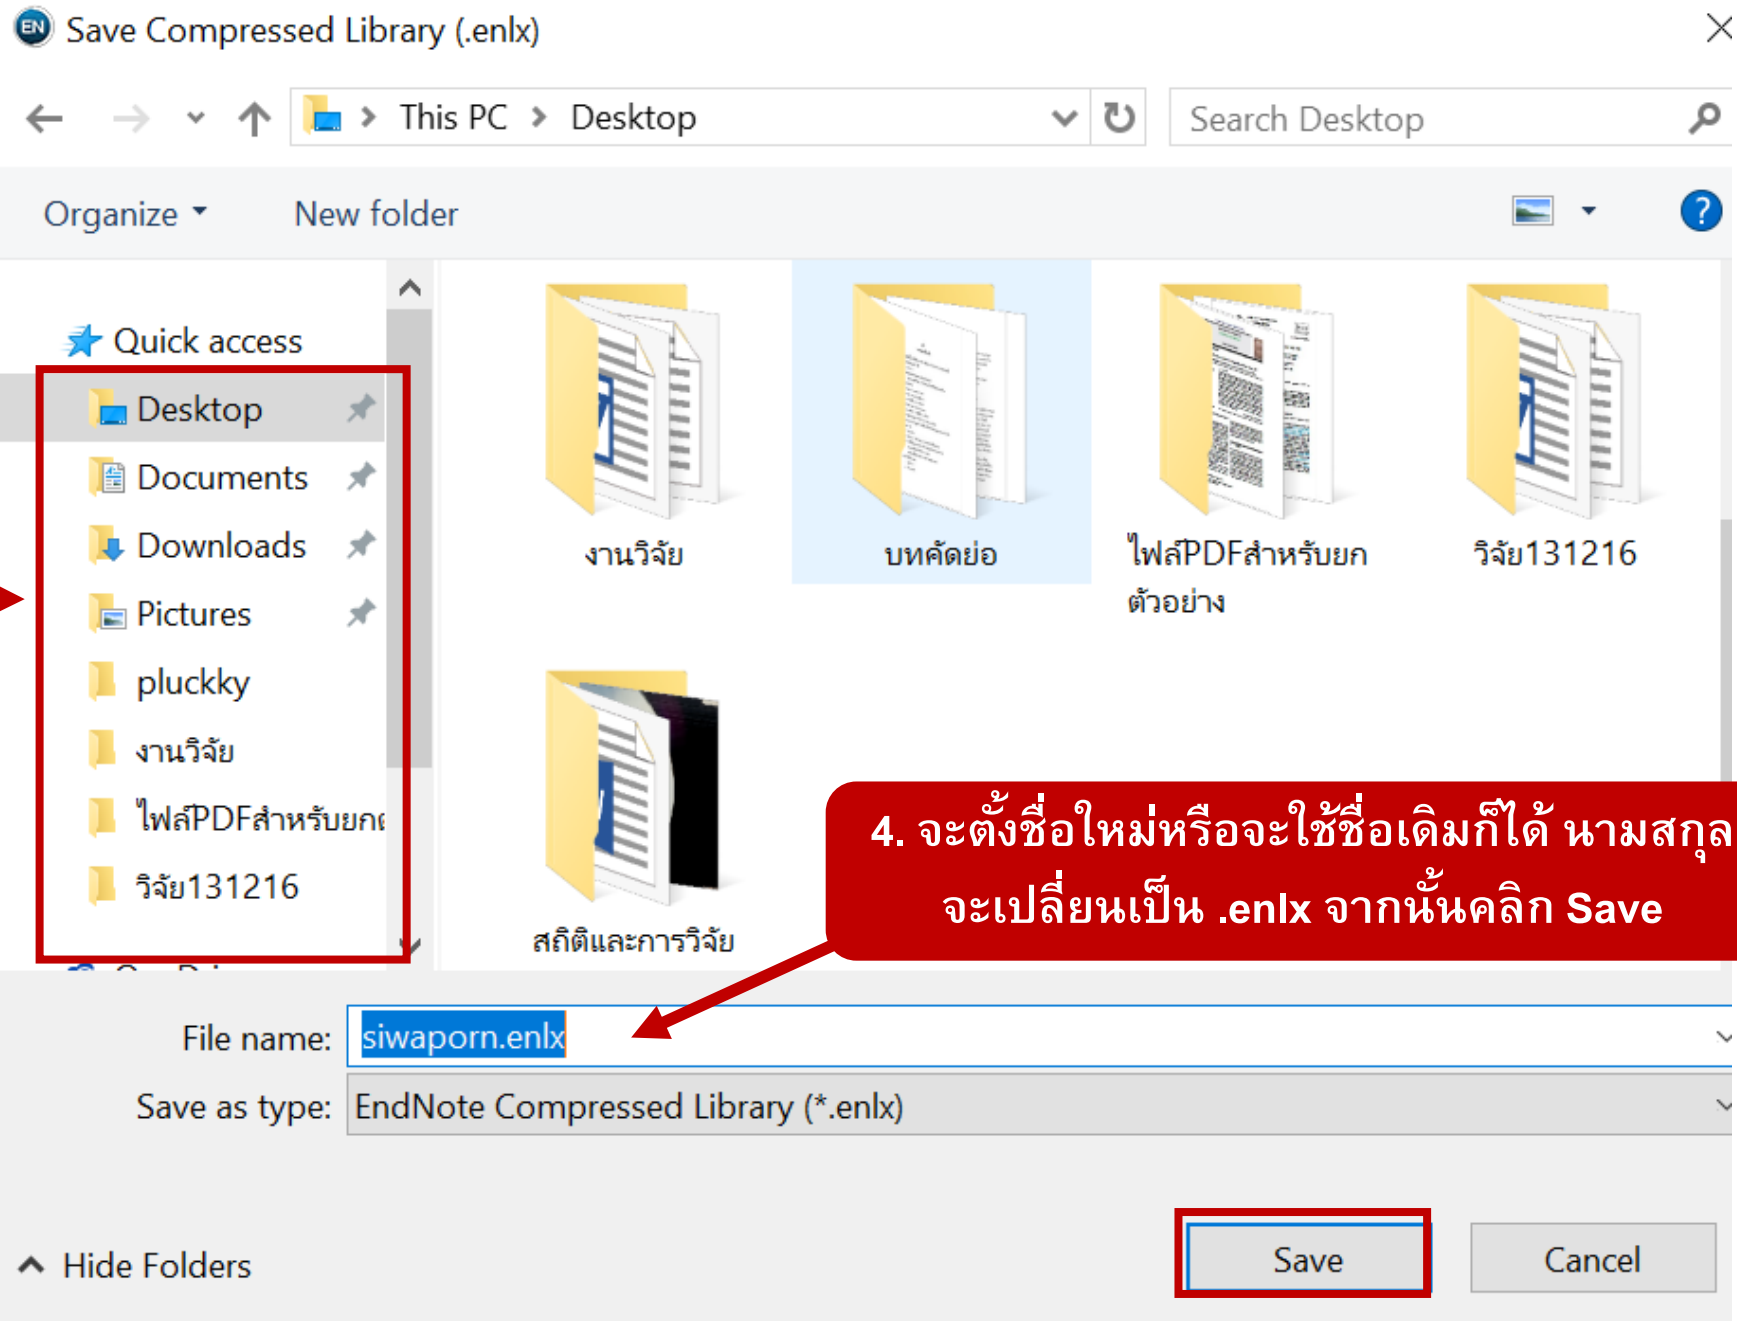 Save Compressed Library (.enlx)
This PC > Desktop
Search Desktop
Organize
New folder
Quick access
Desktop
Documents
Downloads
Pictures
pluckky
งานวิจัย
ไฟล์PDFสำหรับยกต
วิจัย131216
งานวิจัย
บทคัดย่อ
ไฟล์PDFสำหรับยก
ตัวอย่าง
วิจัย131216
สถิติและการวิจัย
4. จะตั้งชื่อใหม่หรือจะใช้ชื่อเดิมก็ได้ นามสกุล
จะเปลี่ยนเป็น .enlx จากนั้นคลิก Save
File name: siwaporn.enlx
Save as type: EndNote Compressed Library (*.enlx)
Hide Folders
Save
Cancel